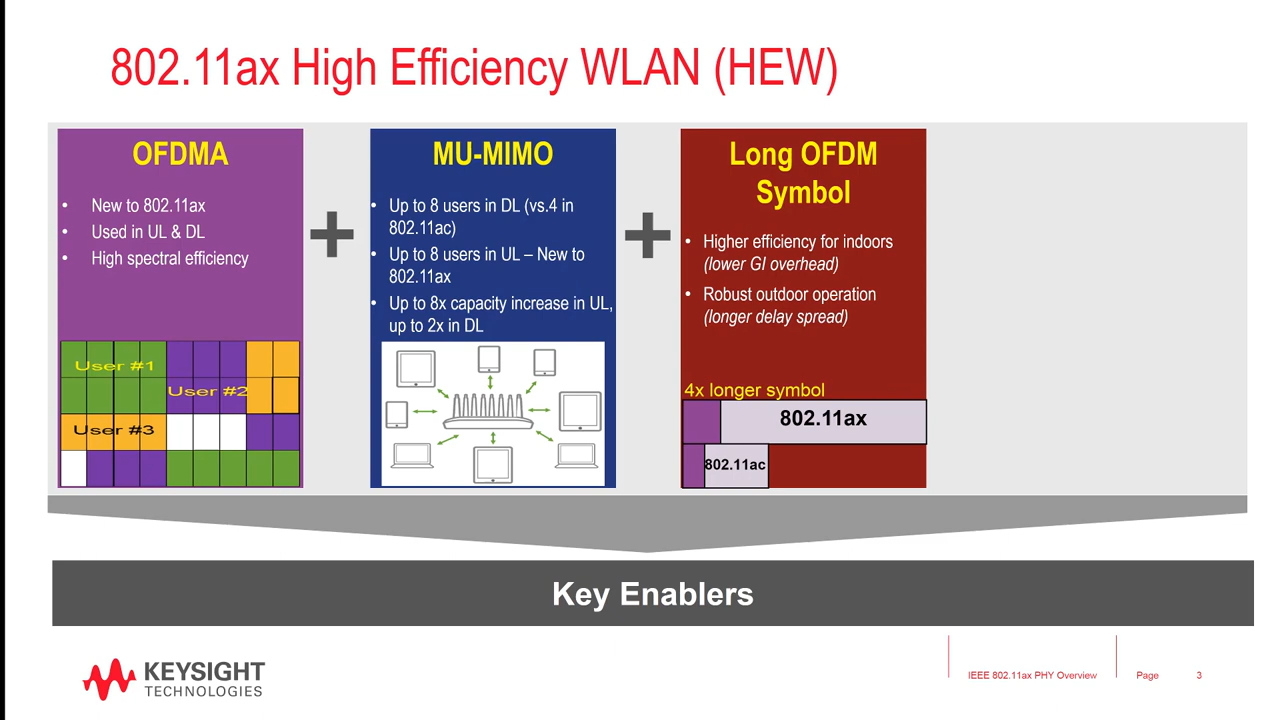 802.11ax High Efficiency WLAN (HEW)
OFDMA
• New to 802.11ax
• Used in UL & DL
• High spectral efficiency
User #1
User #2
User #3
+
MU-MIMO
• Up to 8 users in DL (vs.4 in
802.11ac)
• Up to 8 users in UL – New to
802.11ax
• Up to 8x capacity increase in UL,
up to 2x in DL
+
Long OFDM
Symbol
• Higher efficiency for indoors
(lower GI overhead)
• Robust outdoor operation
(longer delay spread)
4x longer symbol
802.11ax
802.11ac
Key Enablers
KEYSIGHT
TECHNOLOGIES
IEEE 802.11ax PHY Overview
Page 3